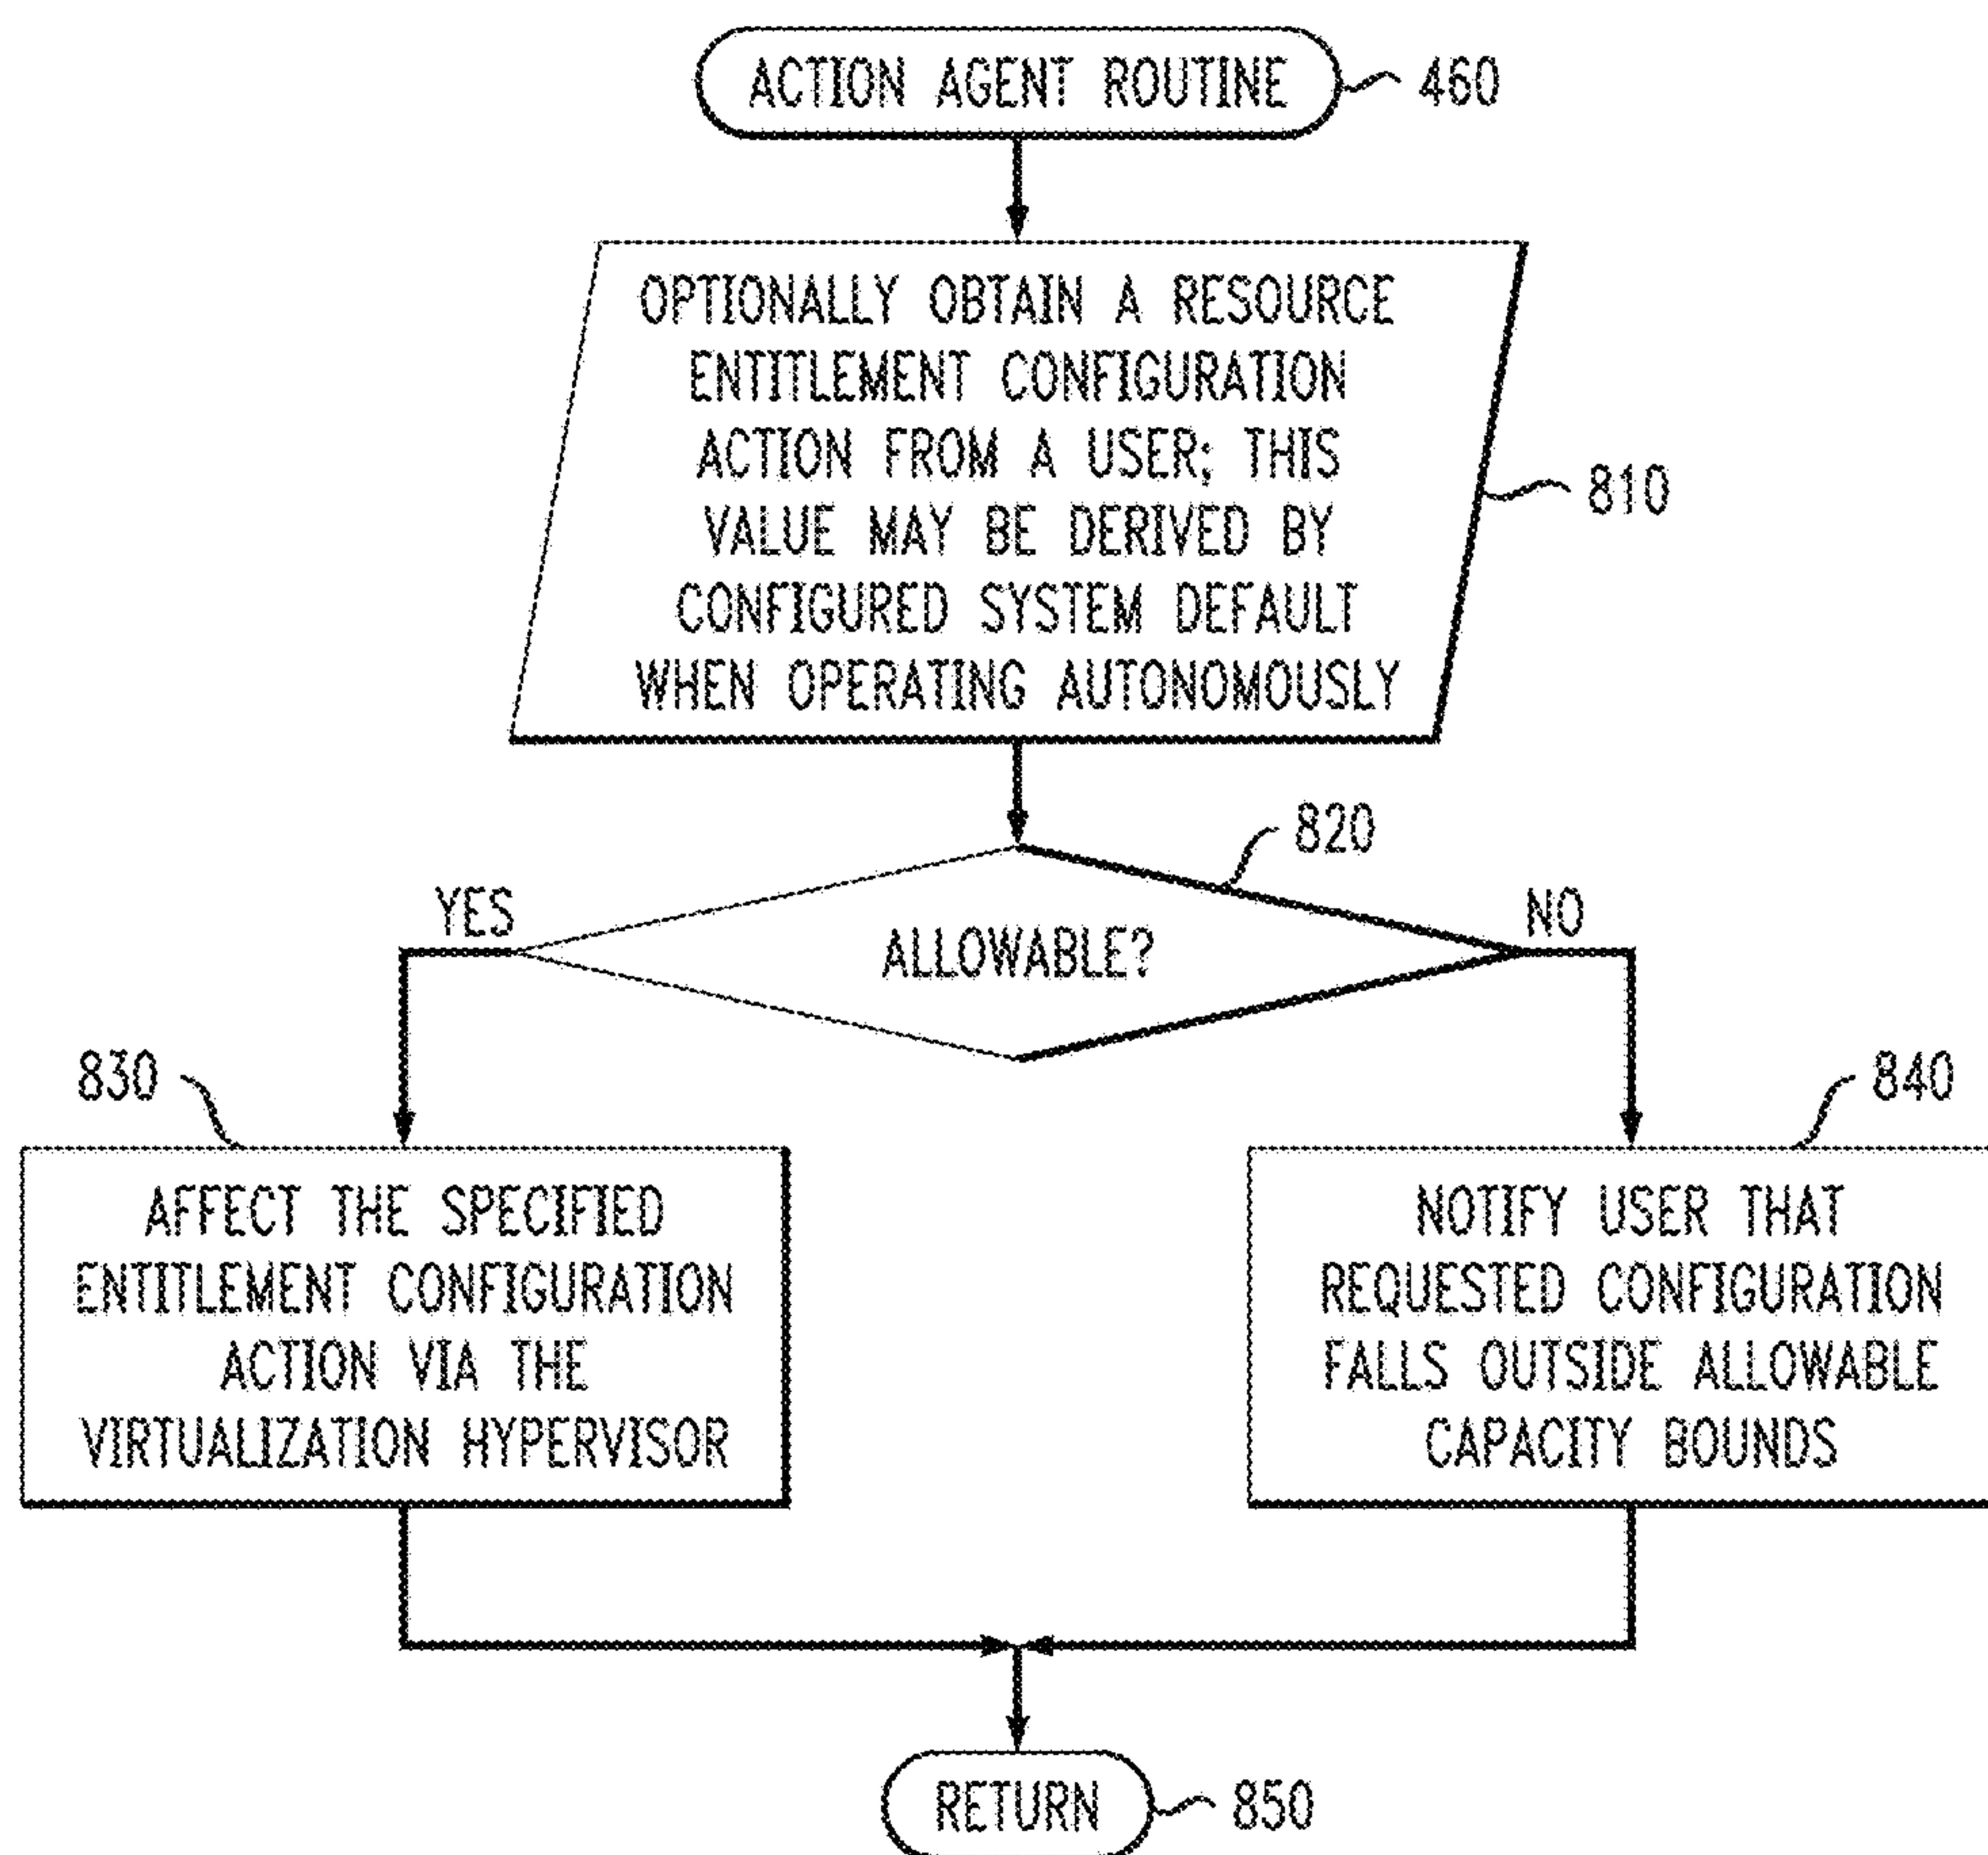 ACTION AGENT ROUTINE
460
OPTIONALLY OBTAIN A RESOURCE
ENTITLEMENT CONFIGURATION
ACTION FROM A USER; THIS
VALUE MAY BE DERIVED BY
CONFIGURED SYSTEM DEFAULT
WHEN OPERATING AUTONOMOUSLY
810
820
YES
ALLOWABLE?
NO
830
AFFECT THE SPECIFIED
ENTITLEMENT CONFIGURATION
ACTION VIA THE
VIRTUALIZATION HYPERVISOR
840
NOTIFY USER THAT
REQUESTED CONFIGURATION
FALLS OUTSIDE ALLOWABLE
CAPACITY BOUNDS
RETURN
850